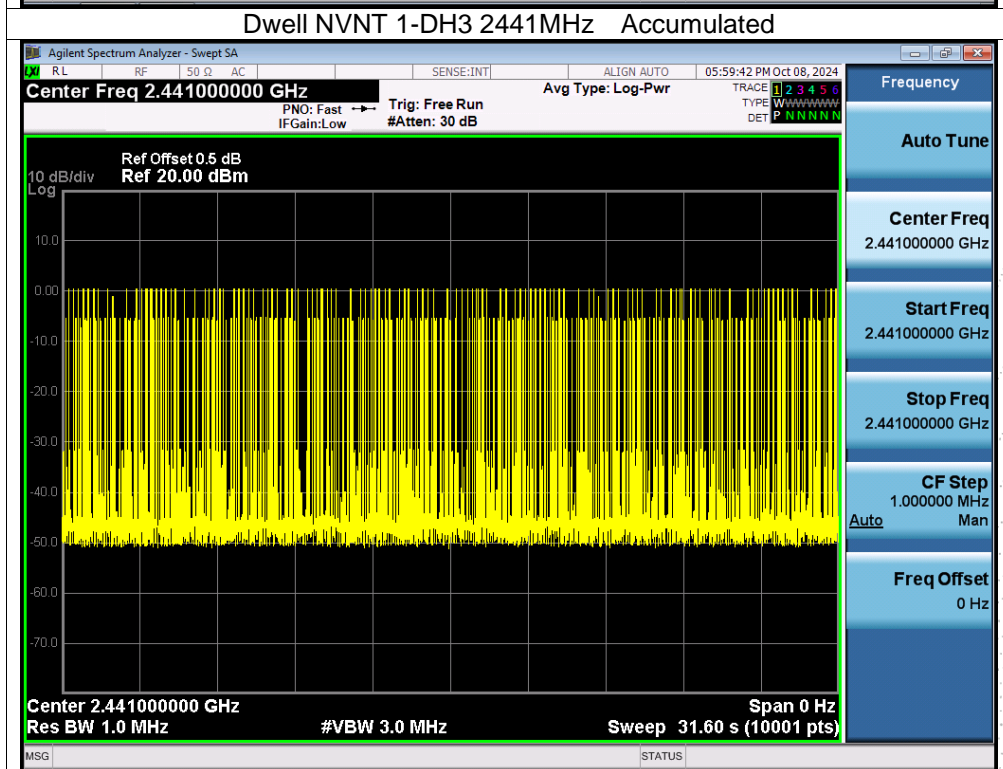 Dwell NVNT 1-DH3 2441MHz Accumulated
Agilent Spectrum Analyzer - Swept SA
LXI RL RF 50 Ω AC SENSE:INT ALIGN AUTO 05:59:42 PM Oct 08, 2024
Center Freq 2.441000000 GHz
PNO: Fast
IFGain:Low
Trig: Free Run
#Atten: 30 dB
Avg Type: Log-Pwr
TRACE 1 2 3 4 5 6
TYPE WWWWWWW
DET P N N N N N
Frequency
Auto Tune
Center Freq
2.441000000 GHz
Start Freq
2.441000000 GHz
Stop Freq
2.441000000 GHz
CF Step
1.000000 MHz
Auto Man
Freq Offset
0 Hz
Ref Offset 0.5 dB
10 dB/div Ref 20.00 dBm
Log
10.0
0.00
-10.0
-20.0
-30.0
-40.0
-50.0
-60.0
-70.0
Center 2.441000000 GHz Span 0 Hz
Res BW 1.0 MHz #VBW 3.0 MHz Sweep 31.60 s (10001 pts)
MSG STATUS